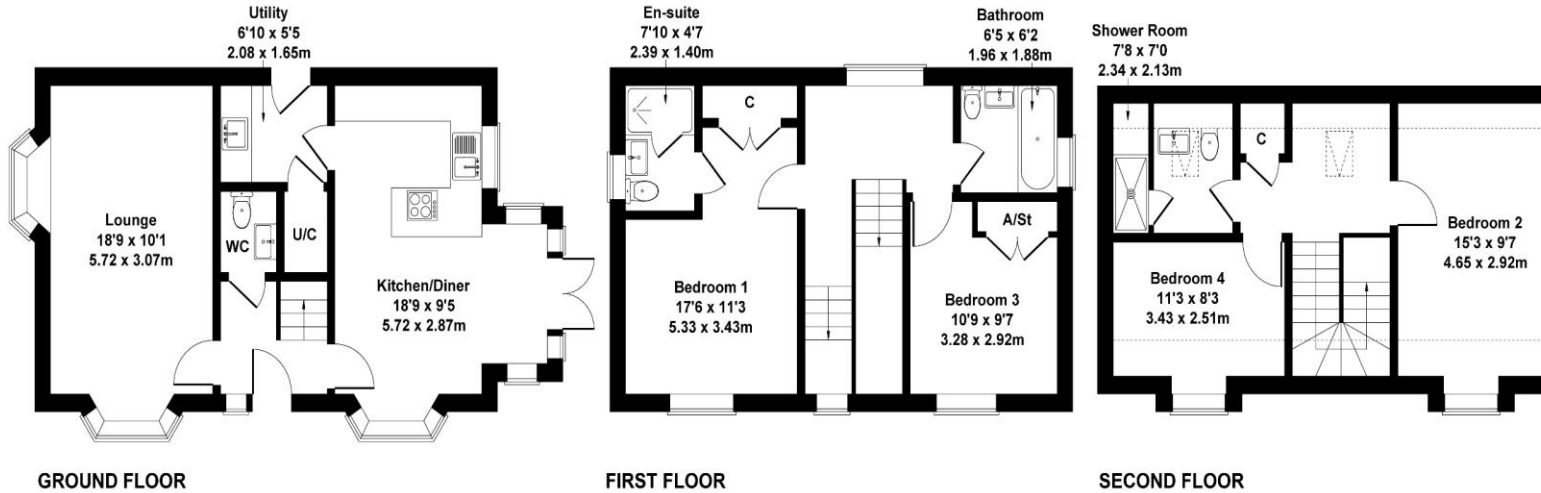 Utility
6'10 x 5'5
2.08 x 1.65m
Lounge
18'9 x 10'1
5.72 x 3.07m
WC
U/C
Kitchen/Diner
18'9 x 9'5
5.72 x 2.87m
GROUND FLOOR
En-suite
7'10 x 4'7
2.39 x 1.40m
Bathroom
6'5 x 6'2
1.96 x 1.88m
C
A/St
Bedroom 1
17'6 x 11'3
5.33 x 3.43m
Bedroom 3
10'9 x 9'7
3.28 x 2.92m
FIRST FLOOR
Shower Room
7'8 x 7'0
2.34 x 2.13m
C
Bedroom 2
15'3 x 9'7
4.65 x 2.92m
Bedroom 4
11'3 x 8'3
3.43 x 2.51m
SECOND FLOOR